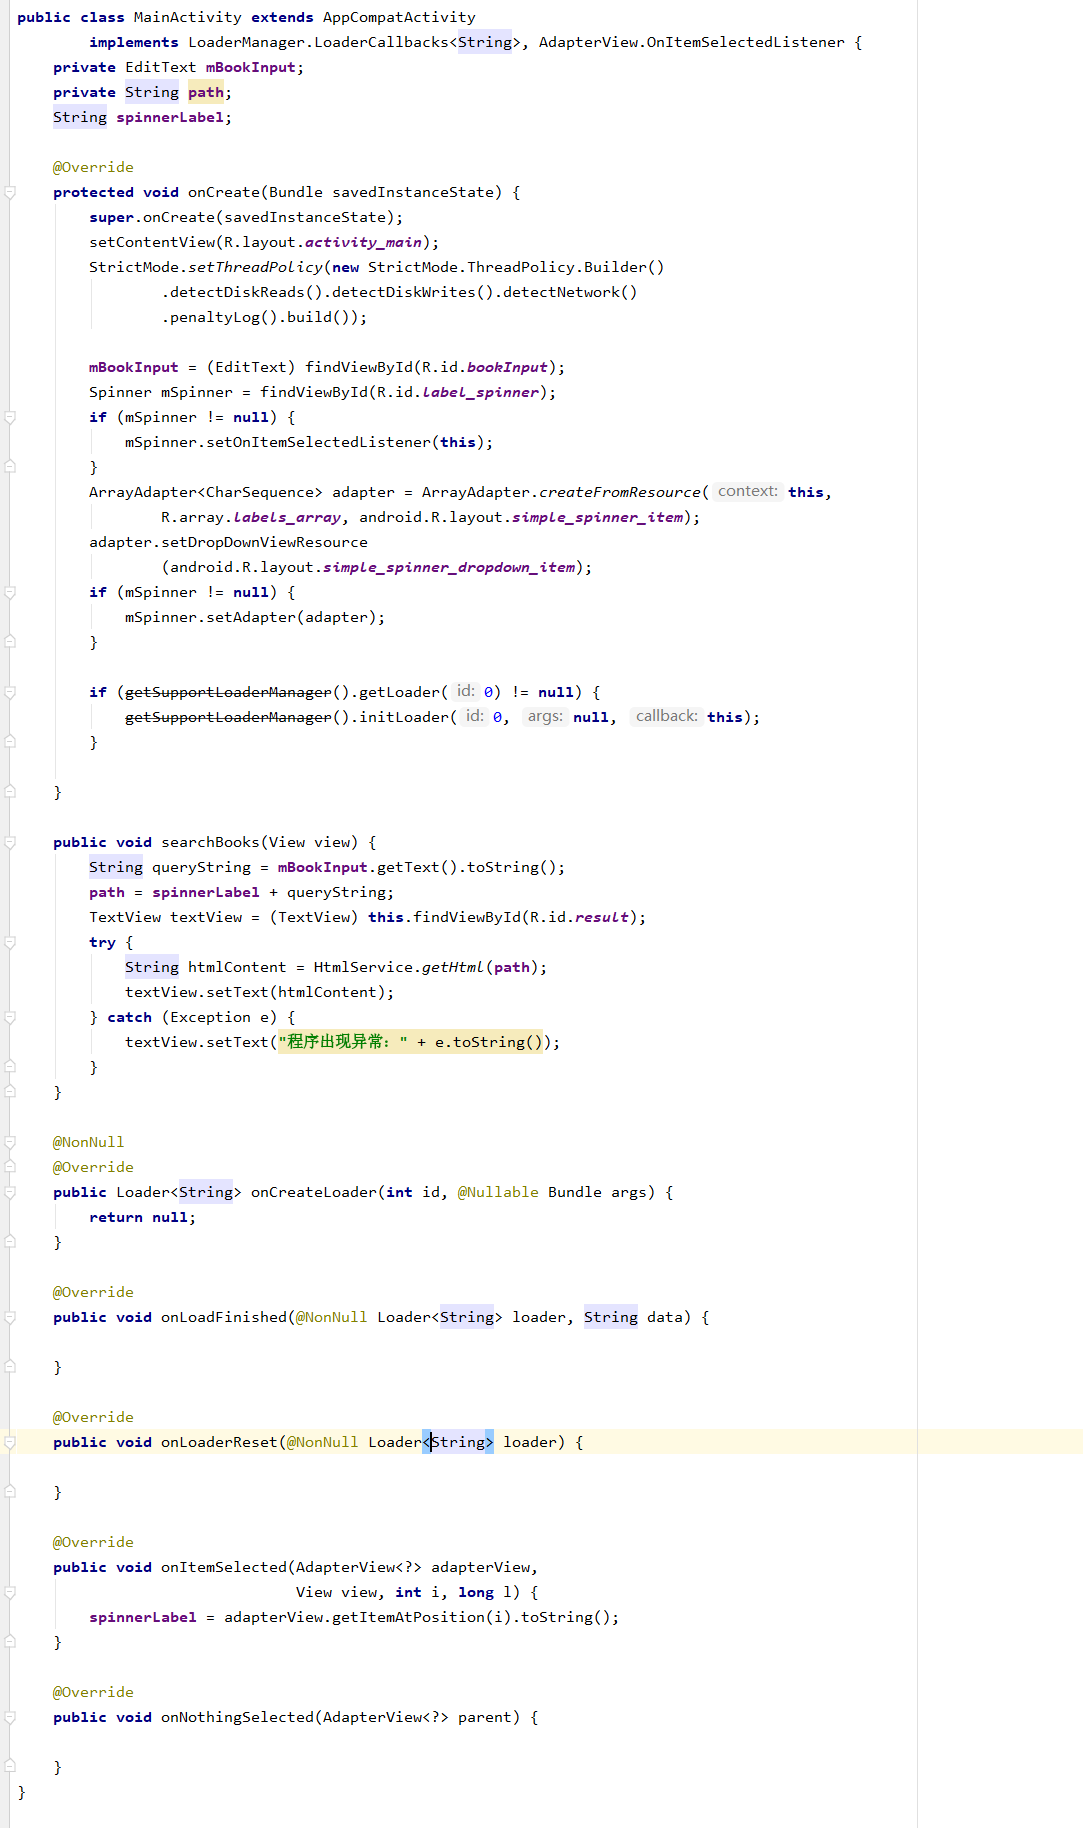 public class MainActivity extends AppCompatActivity
        implements LoaderManager.LoaderCallbacks<String>, AdapterView.OnItemSelectedListener {
    private EditText mBookInput;
    private String path;
    String spinnerLabel;

    @Override
    protected void onCreate(Bundle savedInstanceState) {
        super.onCreate(savedInstanceState);
        setContentView(R.layout.activity_main);
        StrictMode.setThreadPolicy(new StrictMode.ThreadPolicy.Builder()
                .detectDiskReads().detectDiskWrites().detectNetwork()
                .penaltyLog().build());

        mBookInput = (EditText) findViewById(R.id.bookInput);
        Spinner mSpinner = findViewById(R.id.label_spinner);
        if (mSpinner != null) {
            mSpinner.setOnItemSelectedListener(this);
        }
        ArrayAdapter<CharSequence> adapter = ArrayAdapter.createFromResource( context: this,
                R.array.labels_array, android.R.layout.simple_spinner_item);
        adapter.setDropDownViewResource
                (android.R.layout.simple_spinner_dropdown_item);
        if (mSpinner != null) {
            mSpinner.setAdapter(adapter);
        }

        if (getSupportLoaderManager().getLoader( id: 0) != null) {
            getSupportLoaderManager().initLoader( id: 0, args: null, callback: this);
        }

    }

    public void searchBooks(View view) {
        String queryString = mBookInput.getText().toString();
        path = spinnerLabel + queryString;
        TextView textView = (TextView) this.findViewById(R.id.result);
        try {
            String htmlContent = HtmlService.getHtml(path);
            textView.setText(htmlContent);
        } catch (Exception e) {
            textView.setText("程序出现异常：" + e.toString());
        }
    }

    @NonNull
    @Override
    public Loader<String> onCreateLoader(int id, @Nullable Bundle args) {
        return null;
    }

    @Override
    public void onLoadFinished(@NonNull Loader<String> loader, String data) {

    }

    @Override
    public void onLoaderReset(@NonNull Loader<String> loader) {

    }

    @Override
    public void onItemSelected(AdapterView<?> adapterView,
                               View view, int i, long l) {
        spinnerLabel = adapterView.getItemAtPosition(i).toString();
    }

    @Override
    public void onNothingSelected(AdapterView<?> parent) {

    }
}